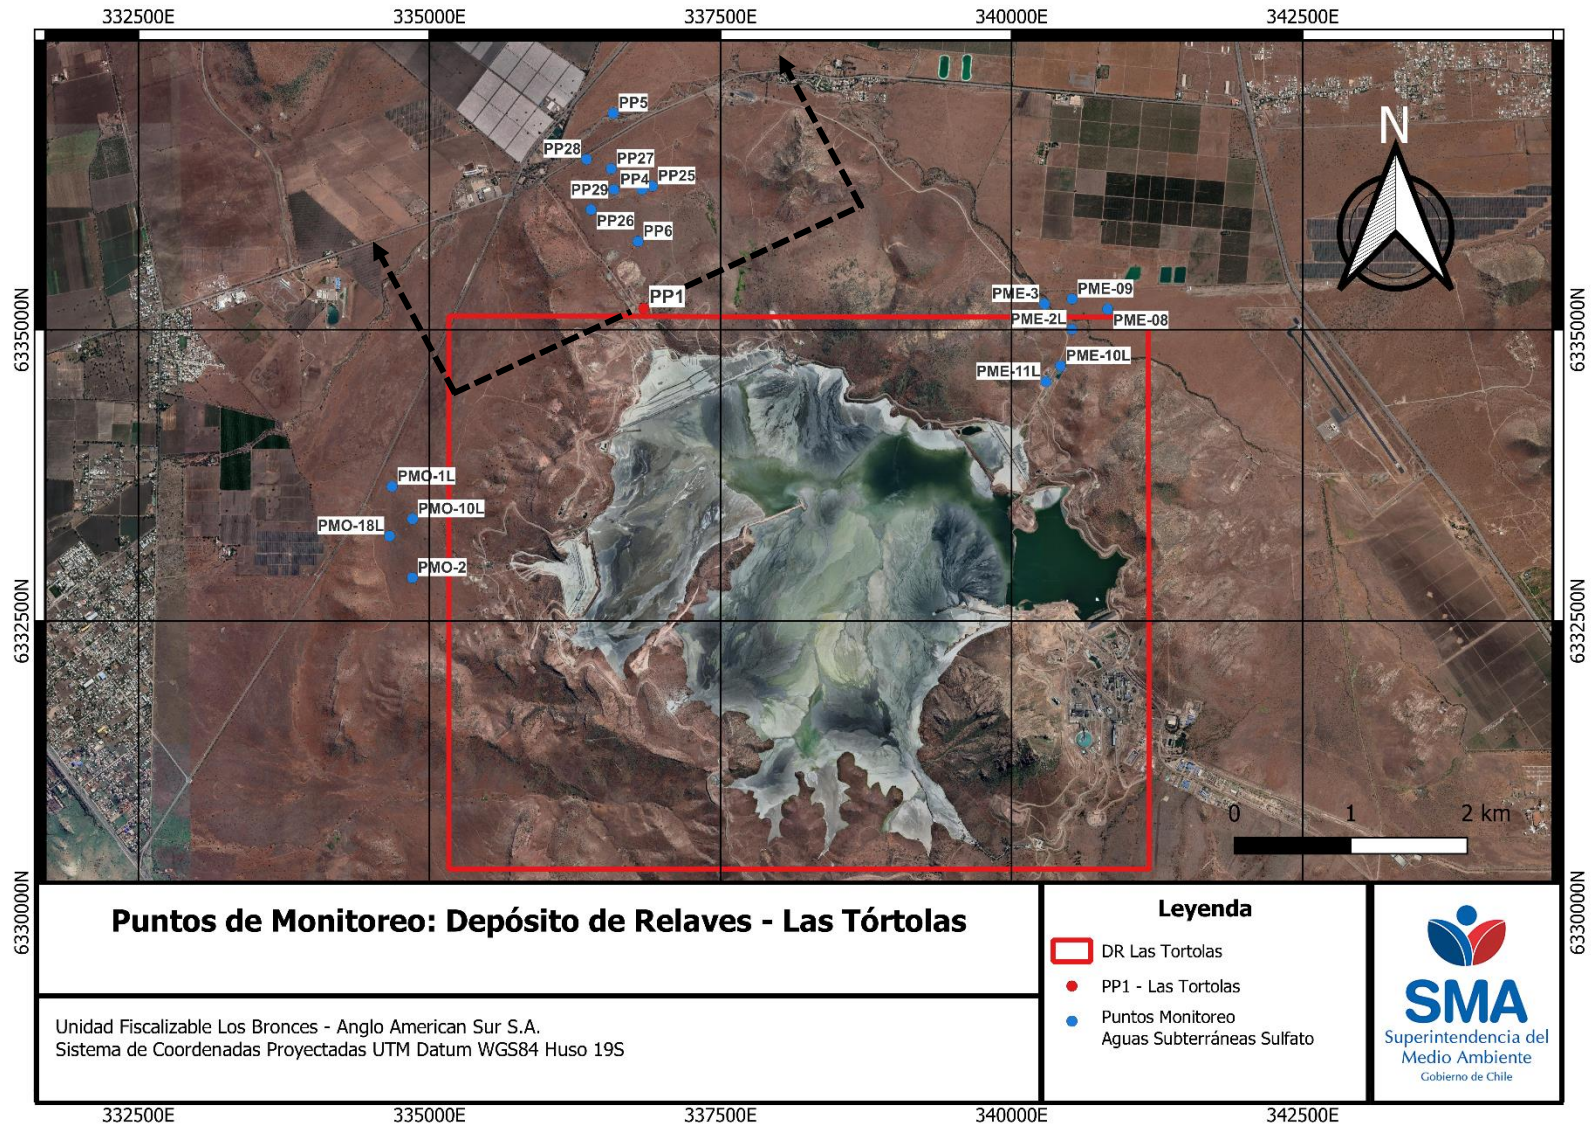 332500E 335000E 337500E 340000E 342500E
N
PP5
PP28
PP27
PP4
PP25
PP29
PP26
PP6
PP1
PME-3
PME-09
PME-2L
PME-08
PME-10L
PME-11L
PMO-1L
PMO-10L
PMO-18L
PMO-2
6335000N
6335000N
6332500N
6332500N
6330000N
6330000N
0 1 2 km
Puntos de Monitoreo: Depósito de Relaves - Las Tórtolas
Unidad Fiscalizable Los Bronces - Anglo American Sur S.A.
Sistema de Coordenadas Proyectadas UTM Datum WGS84 Huso 19S
Leyenda
DR Las Tortolas
PP1 - Las Tortolas
Puntos Monitoreo
Aguas Subterráneas Sulfato
SMA
Superintendencia del
Medio Ambiente
Gobierno de Chile
332500E 335000E 337500E 340000E 342500E